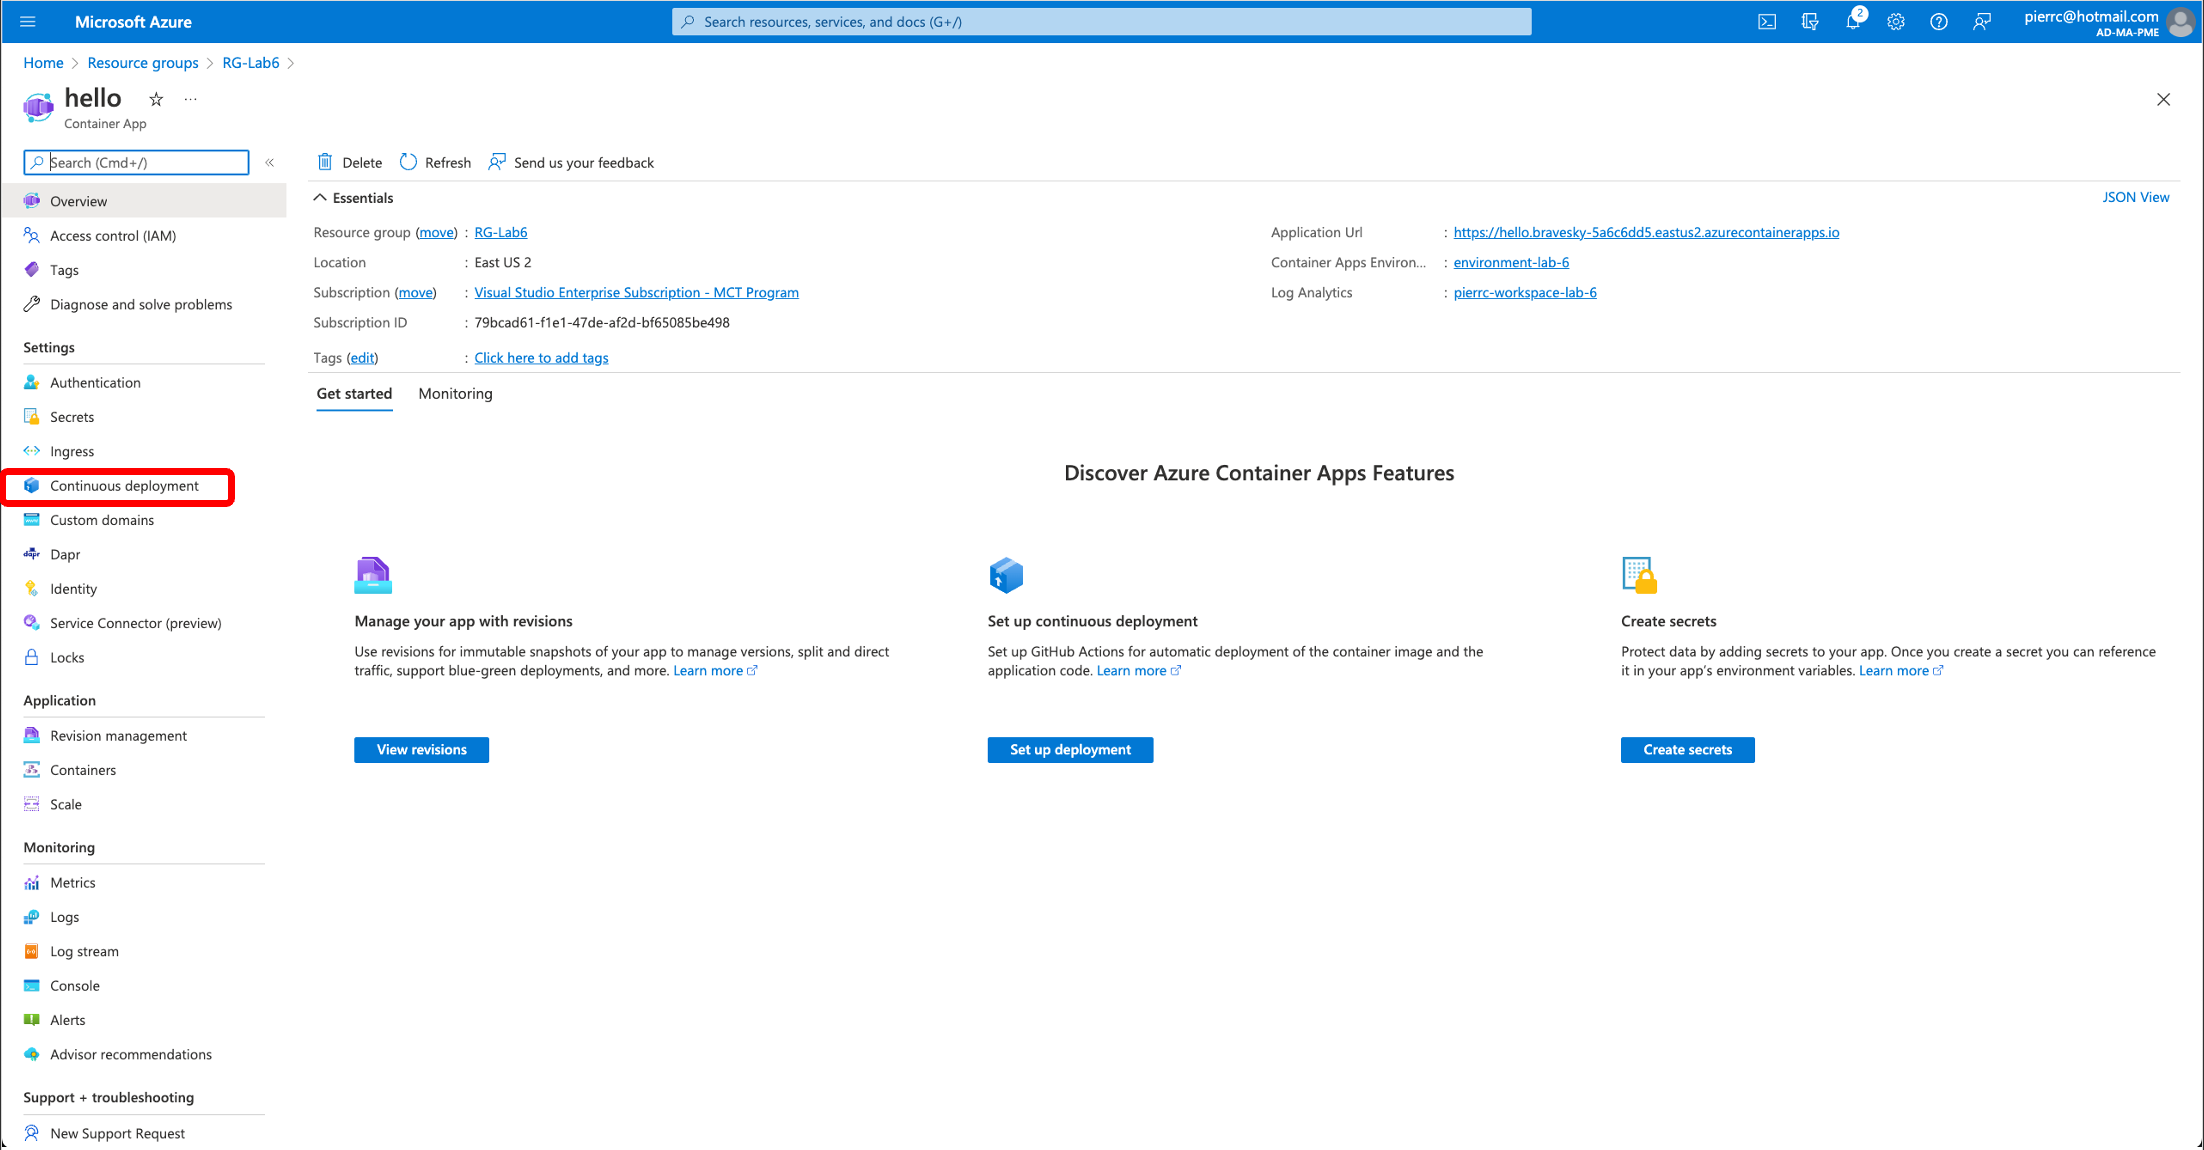 Microsoft Azure
Search resources, services, and docs (G+/)
2
pierrc@hotmail.com
AD-MA-PME
Home > Resource groups > RG-Lab6 >
hello
Container App
Search (Cmd+/)
Delete
Refresh
Send us your feedback
Overview
Access control (IAM)
Tags
Diagnose and solve problems
Settings
Authentication
Secrets
Ingress
Continuous deployment
Custom domains
dapr Dapr
Identity
Service Connector (preview)
Locks
Application
Revision management
Containers
Scale
Monitoring
Metrics
Logs
Log stream
Console
Alerts
Advisor recommendations
Support + troubleshooting
New Support Request
Essentials
JSON View
Resource group (move) : RG-Lab6
Location : East US 2
Subscription (move) : Visual Studio Enterprise Subscription - MCT Program
Subscription ID : 79bcad61-f1e1-47de-af2d-bf65085be498
Tags (edit) : Click here to add tags
Application Url : https://hello.bravesky-5a6c6dd5.eastus2.azurecontainerapps.io
Container Apps Environ... : environment-lab-6
Log Analytics : pierrc-workspace-lab-6
Get started
Monitoring
Discover Azure Container Apps Features
Manage your app with revisions
Use revisions for immutable snapshots of your app to manage versions, split and direct
traffic, support blue-green deployments, and more. Learn more
View revisions
Set up continuous deployment
Set up GitHub Actions for automatic deployment of the container image and the
application code. Learn more
Set up deployment
Create secrets
Protect data by adding secrets to your app. Once you create a secret you can reference
it in your app's environment variables. Learn more
Create secrets